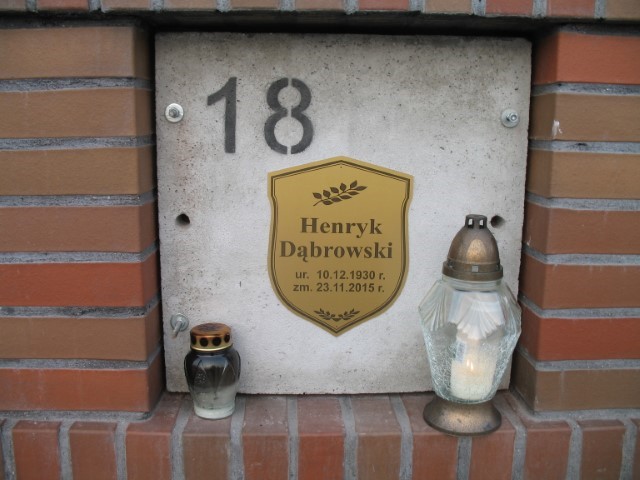 18
Henryk
Dąbrowski
ur. 10.12.1930 r.
zm. 23.11.2015 r.